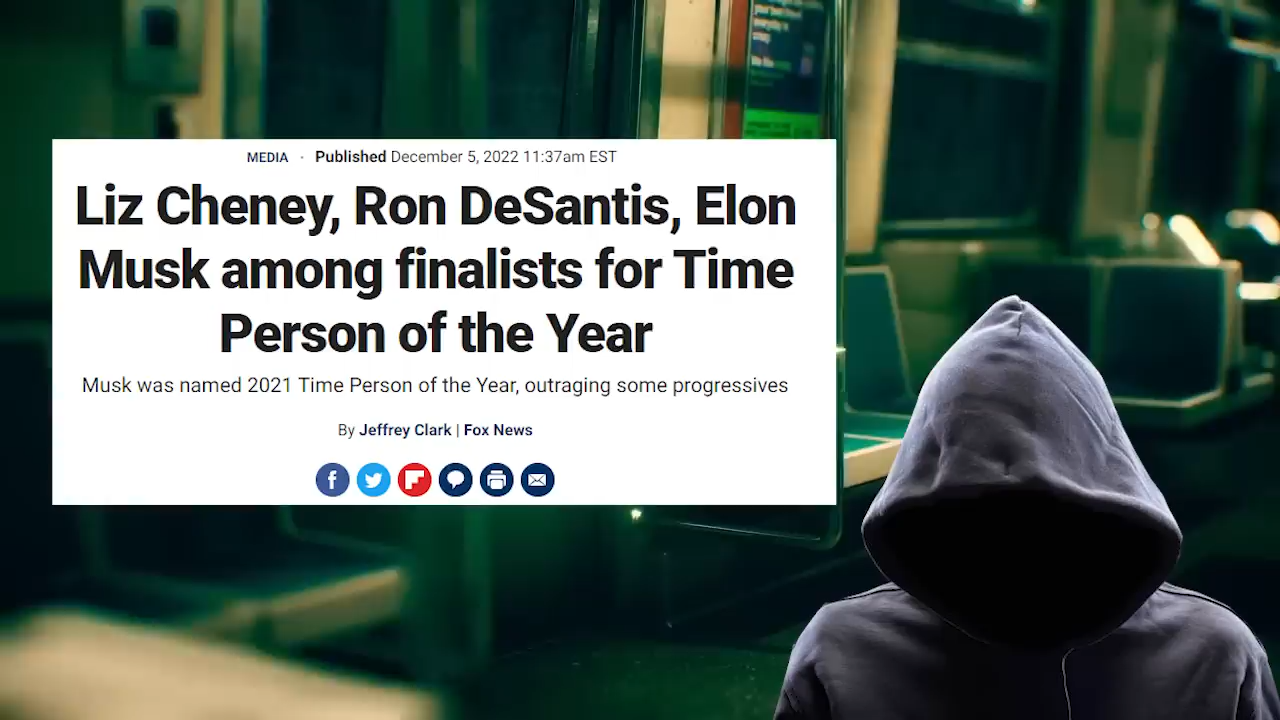 MEDIA · Published December 5, 2022 11:37am EST
Liz Cheney, Ron DeSantis, Elon
Musk among finalists for Time
Person of the Year
Musk was named 2021 Time Person of the Year, outraging some progressives
By Jeffrey Clark | Fox News